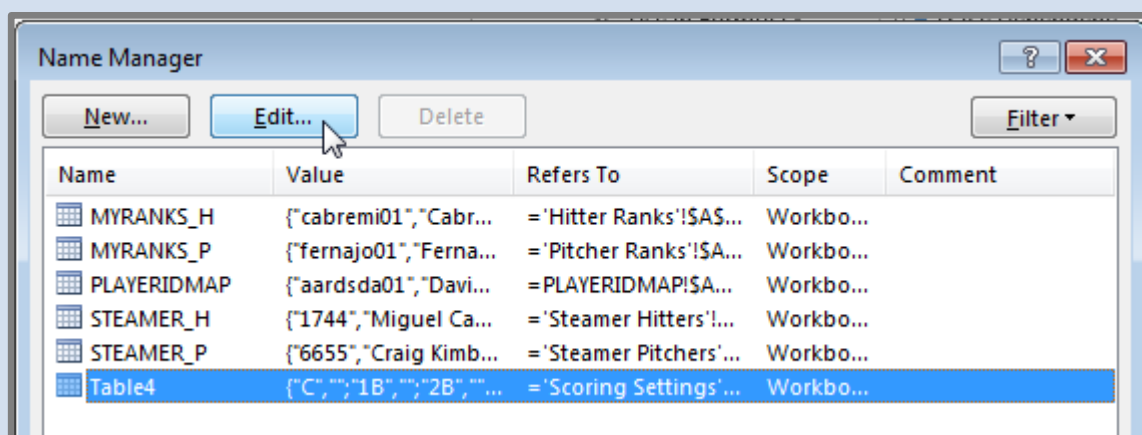 Name Manager
New... Edit... Delete Filter
Name Value Refers To Scope Comment
MYRANKS_H {"cabremi01","Cabr... ='Hitter Ranks'!$A$... Workbo...
MYRANKS_P {"fernajo01","Ferna... ='Pitcher Ranks'!$A... Workbo...
PLAYERIDMAP {"aardsda01","Davi... =PLAYERIDMAP!$A... Workbo...
STEAMER_H {"1744","Miguel Ca... ='Steamer Hitters'!... Workbo...
STEAMER_P {"6655","Craig Kimb... ='Steamer Pitchers'... Workbo...
Table4 {"C","";"1B","";"2B",""... ='Scoring Settings'... Workbo...